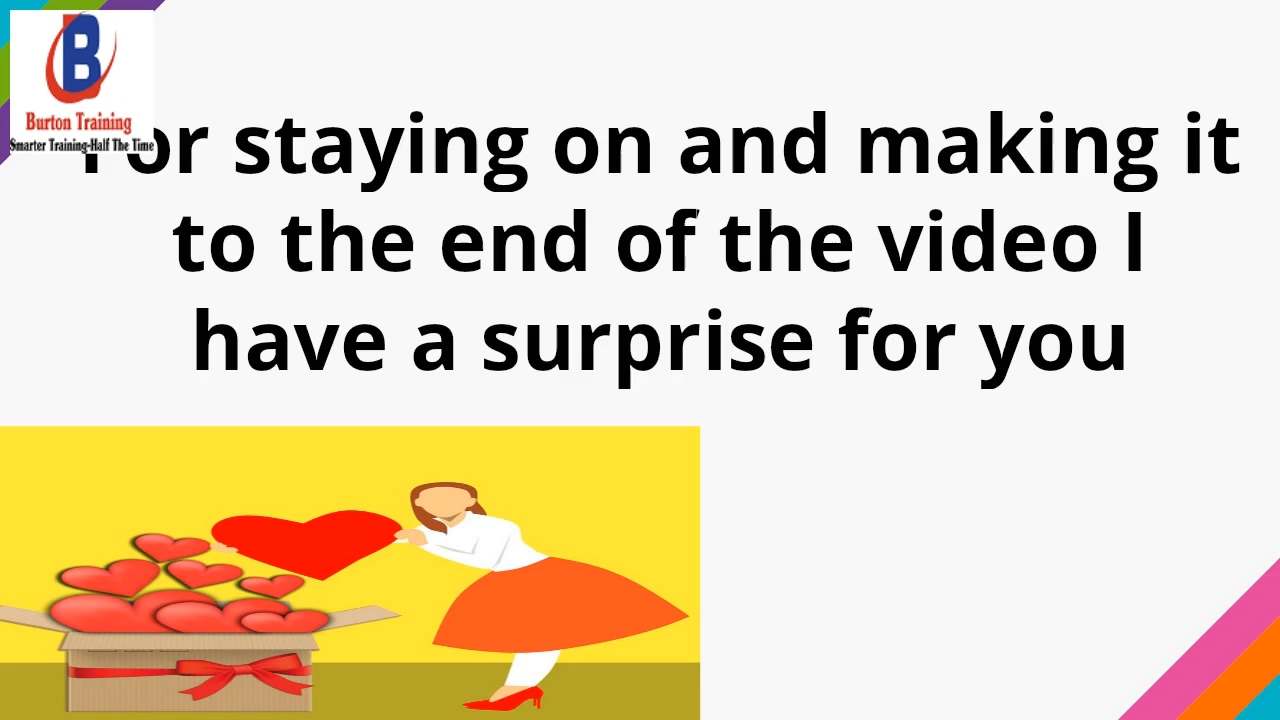 B
Burton Training
Smarter Training-Half The Time
For staying on and making it
to the end of the video I
have a surprise for you